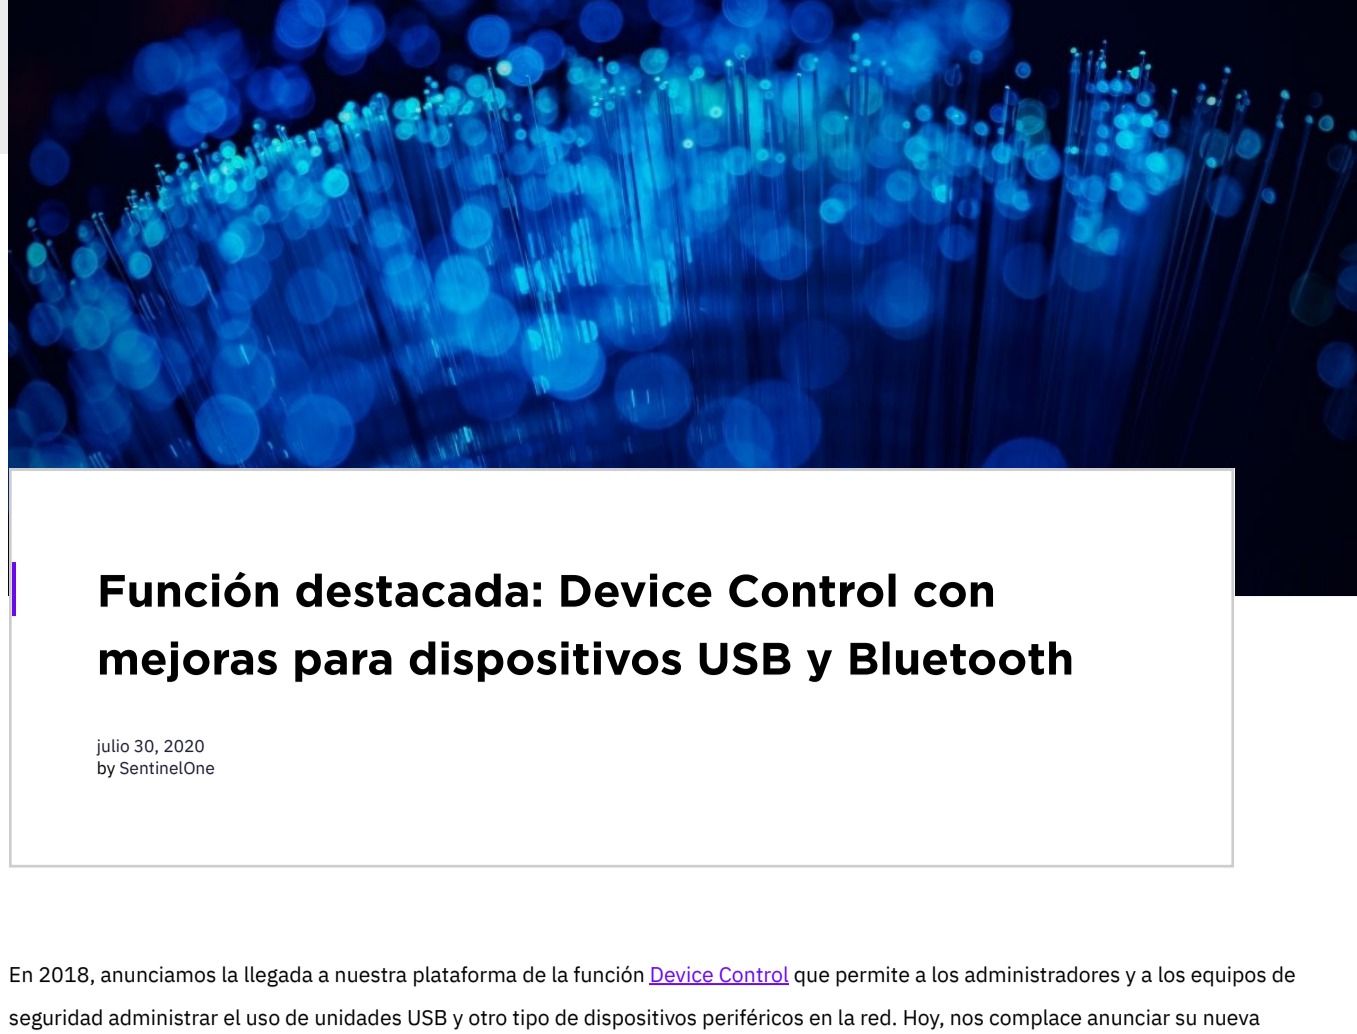 Función destacada: Device Control con
mejoras para dispositivos USB y Bluetooth
julio 30, 2020
by SentinelOne
En 2018, anunciamos la llegada a nuestra plataforma de la función Device Control que permite a los administradores y a los equipos de
seguridad administrar el uso de unidades USB y otro tipo de dispositivos periféricos en la red. Hoy, nos complace anunciar su nueva